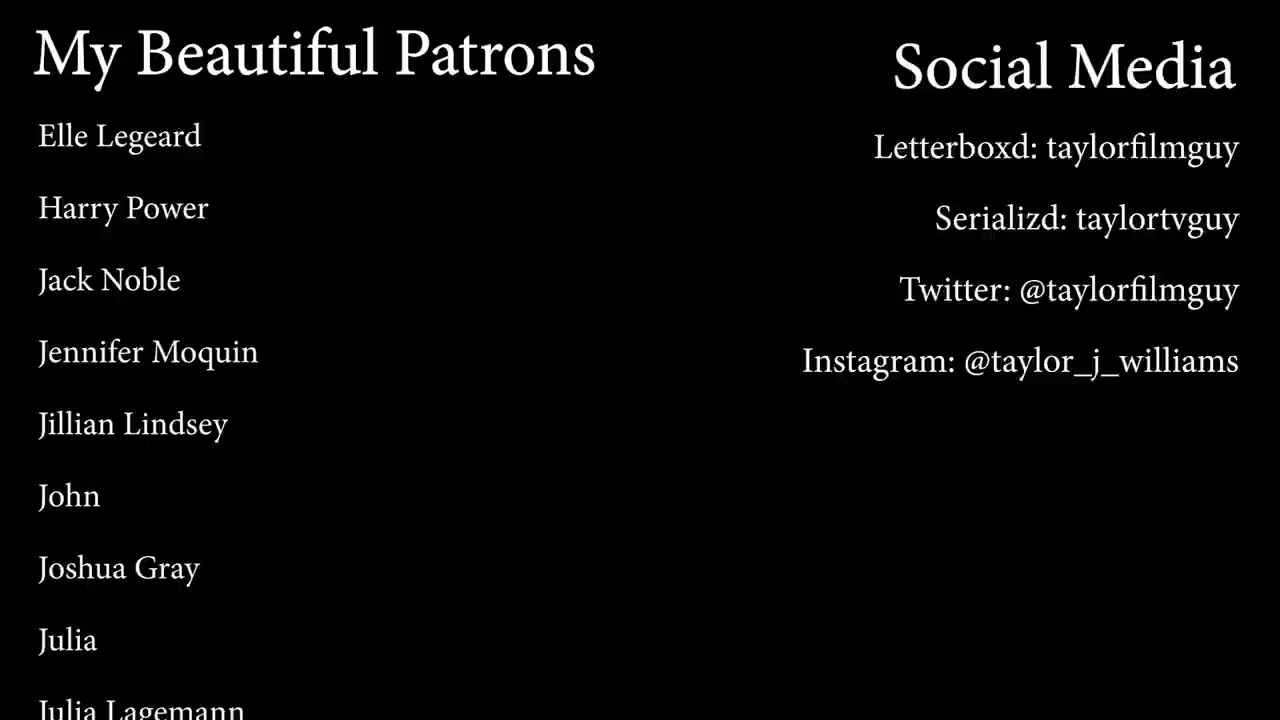 My Beautiful Patrons
Elle Legeard
Harry Power
Jack Noble
Jennifer Moquin
Jillian Lindsey
John
Joshua Gray
Julia
Julia Lagemann
Social Media
Letterboxd: taylorfilmguy
Serializd: taylortvguy
Twitter: @taylorfilmguy
Instagram: @taylor_j_williams